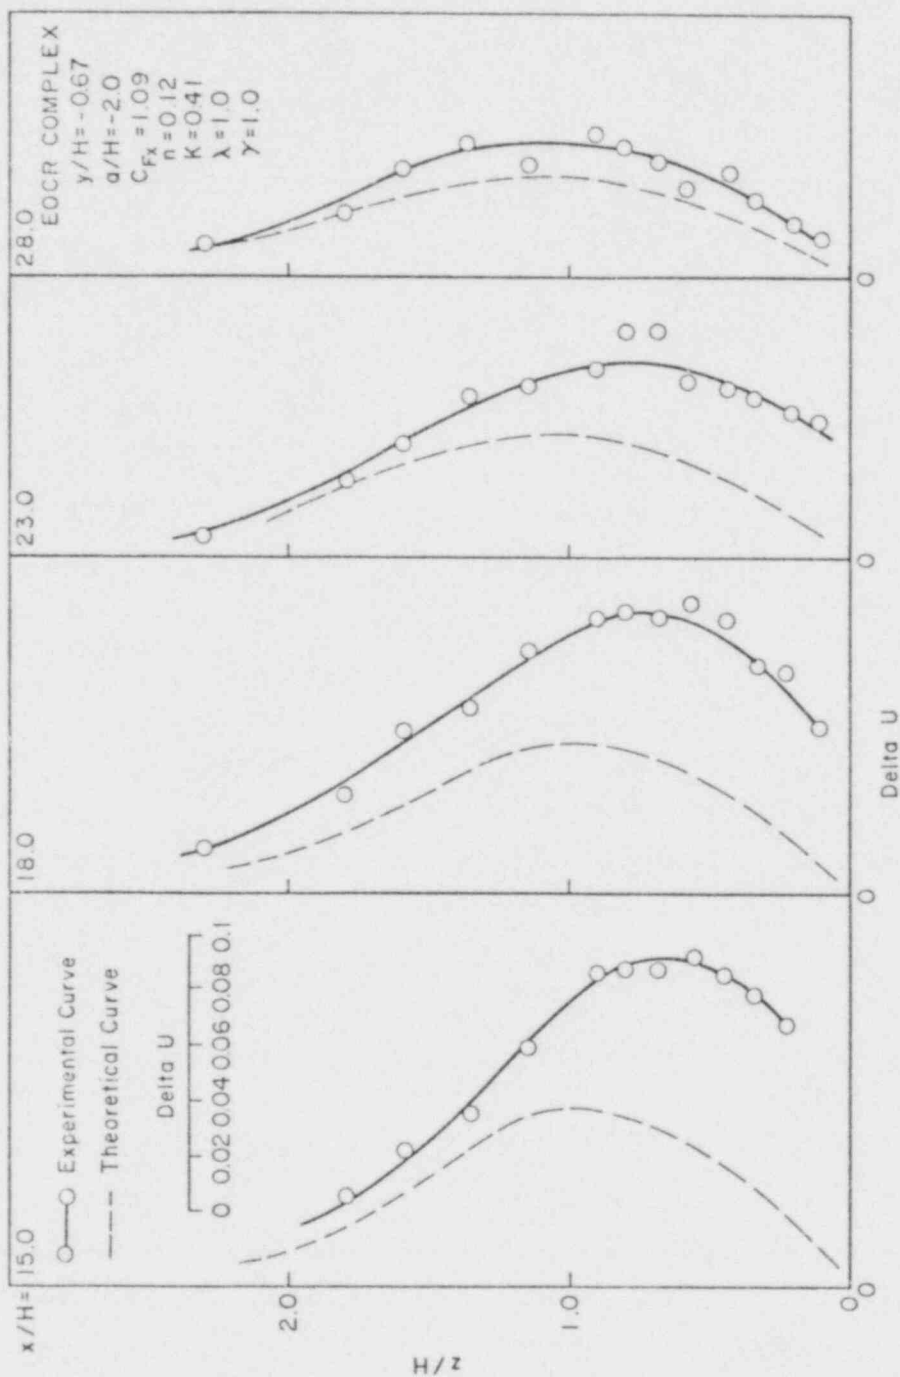 x/H=15.0
18.0
23.0
28.0
EOCR COMPLEX
y/H=-0.67
a/H=-2.0
C_Fx=1.09
n=0.12
K=0.41
λ=1.0
γ=1.0
Experimental Curve
Theoretical Curve
Delta U
0 0.02 0.04 0.06 0.08 0.1
z/H
2.0
1.0
0
0 0 0 0
Delta U